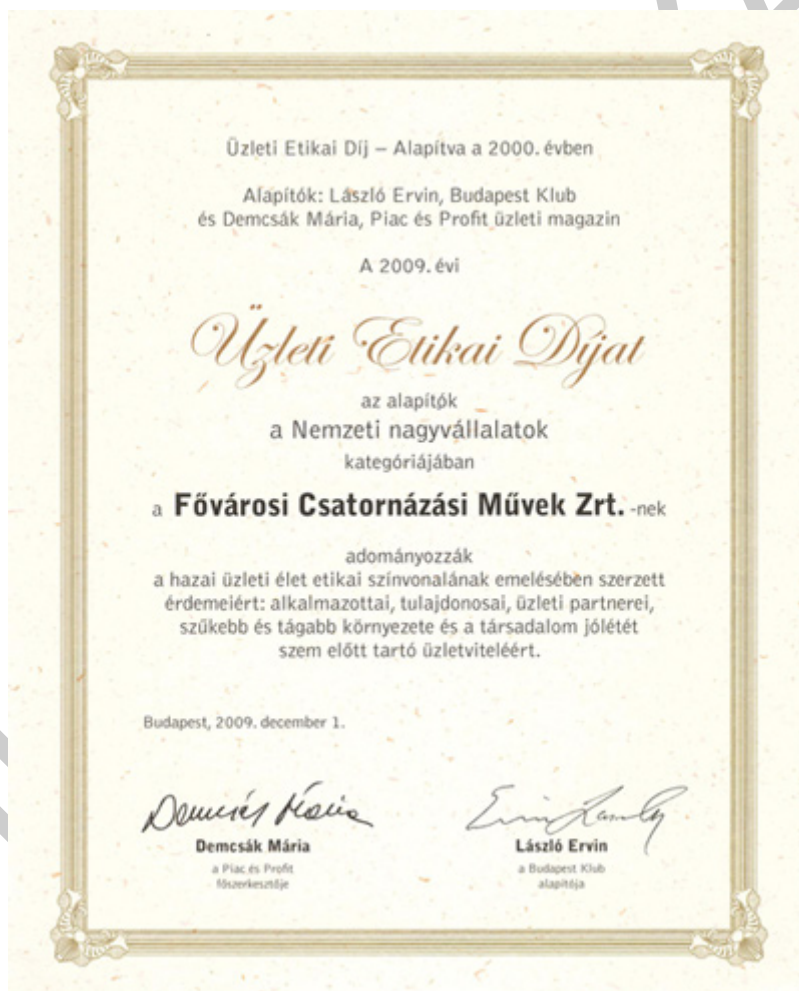 Üzleti Etikai Díj – Alapítva a 2000. évben
Alapítók: László Ervin, Budapest Klub
és Demcsák Mária, Piac és Profit üzleti magazin
A 2009. évi
Üzleti Etikai Díjat
az alapítók
a Nemzeti nagyvállalatok
kategóriájában
a Fővárosi Csatornázási Művek Zrt. -nek
adományozzák
a hazai üzleti élet etikai színvonalának emelésében szerzett
érdemeiért: alkalmazottai, tulajdonosai, üzleti partnerei,
szűkebb és tágabb környezete és a társadalom jólétét
szem előtt tartó üzletviteléért.
Budapest, 2009. december 1.
Demcsák Mária
László Ervin
a Piac és Profit
főszerkesztője
a Budapest Klub
alapítója